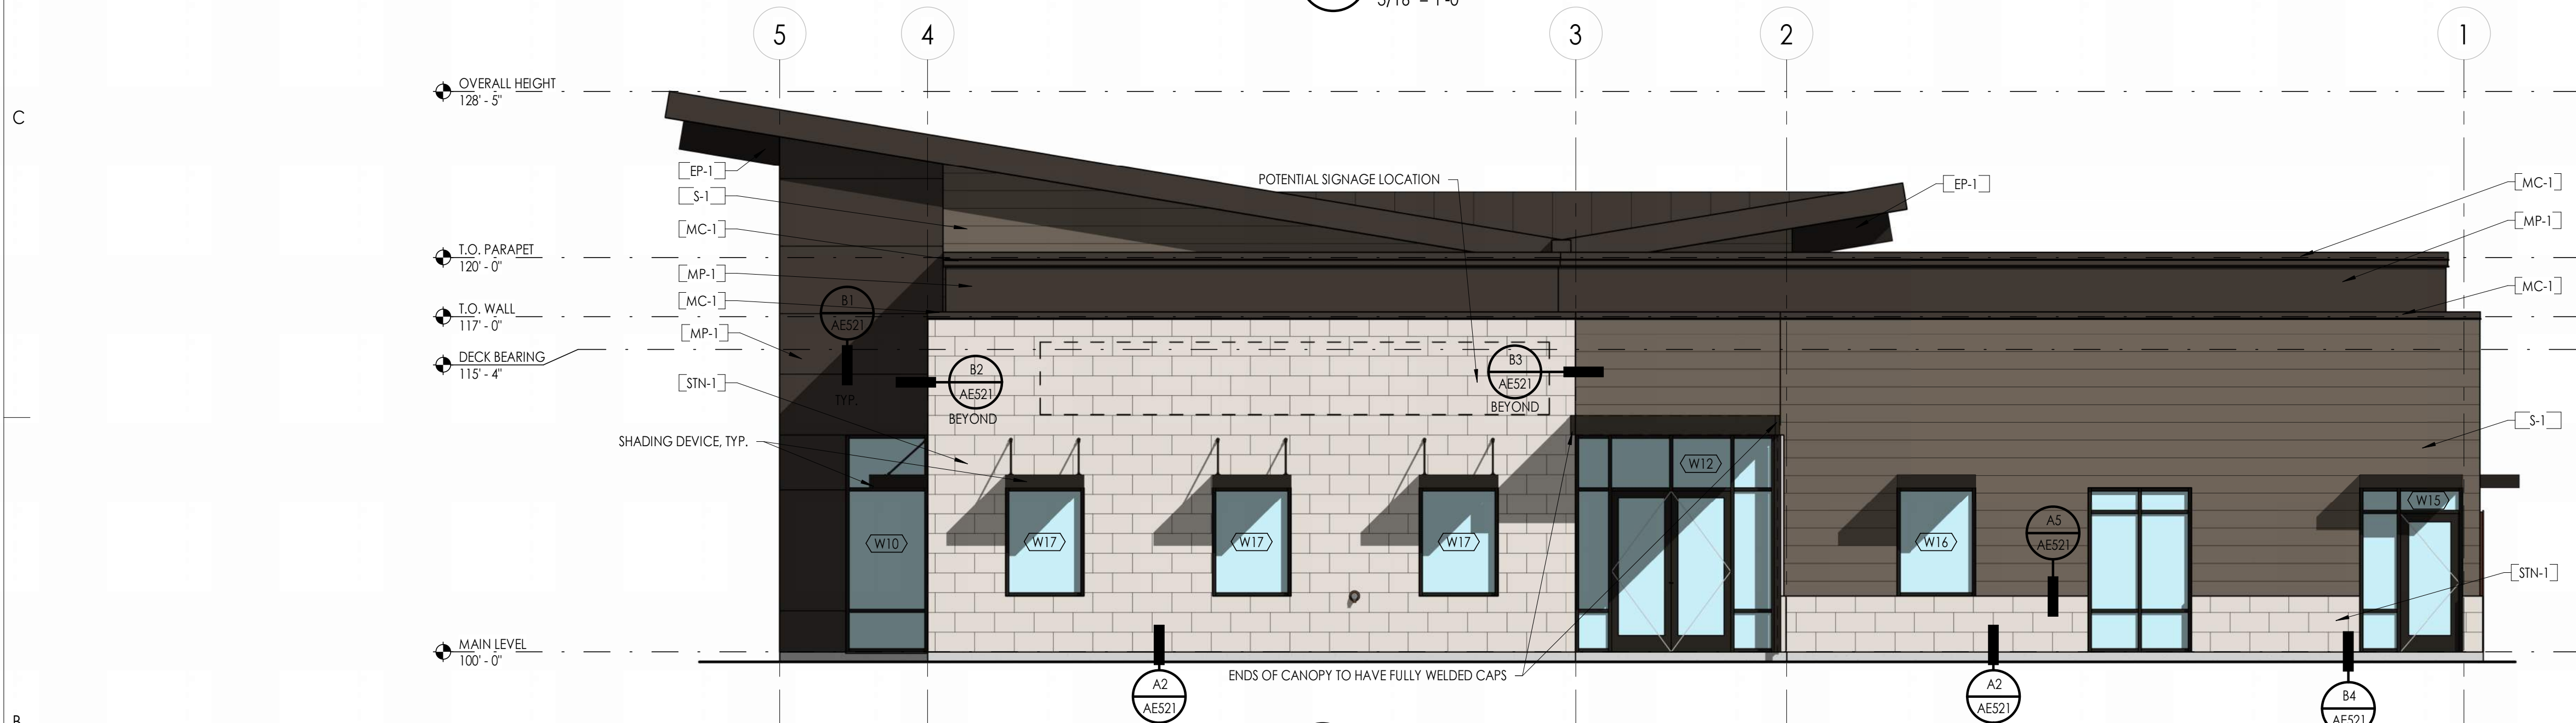 5/16" = 1'-0"
5
4
3
2
1
C
OVERALL HEIGHT
128' - 5"
EP-1
S-1
MC-1
T.O. PARAPET
120' - 0"
MP-1
MC-1
T.O. WALL
117' - 0"
MP-1
DECK BEARING
115' - 4"
STN-1
SHADING DEVICE, TYP.
MAIN LEVEL
100' - 0"
B1
AE521
TYP.
B2
AE521
BEYOND
POTENTIAL SIGNAGE LOCATION
B3
AE521
BEYOND
EP-1
MC-1
MP-1
MC-1
S-1
STN-1
W10
W17
W17
W17
W12
W16
A5
AE521
W15
ENDS OF CANOPY TO HAVE FULLY WELDED CAPS
A2
AE521
A2
AE521
B4
AE521
B